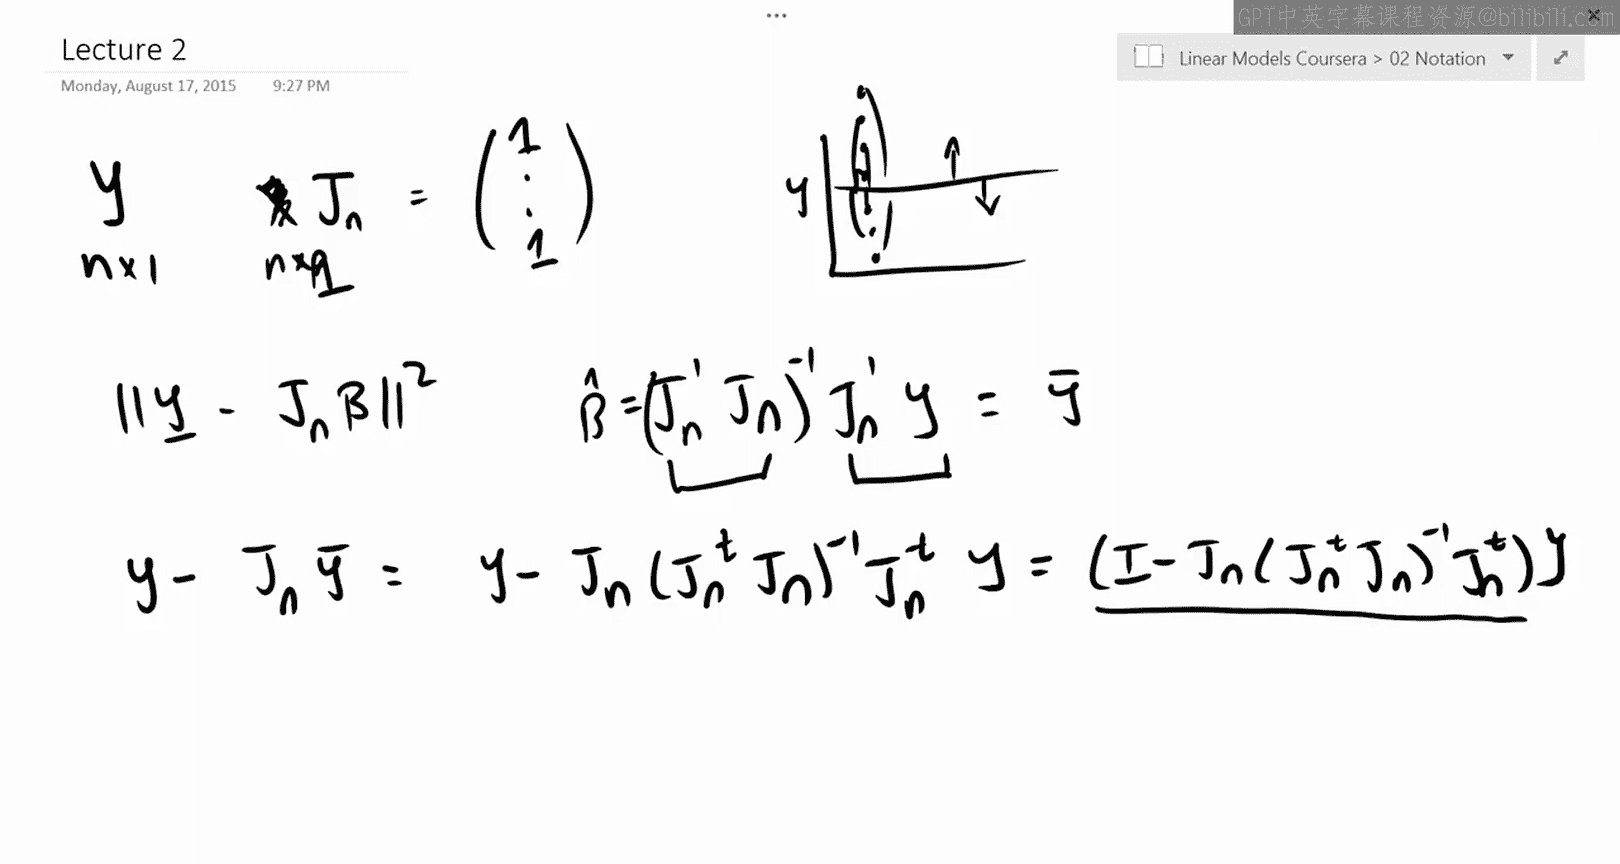 GPT中英字幕课程资源@bilibili.com
Lecture 2
Linear Models Coursera > 02 Notation
Monday, August 17, 2015 9:27 PM
y Jₙ = (1 . . 1) y
n×1 n×1
||y - JₙB||² B̂ = (Jₙ' Jₙ)⁻¹ Jₙ' y = ȳ
y - Jₙ ȳ = y - Jₙ (Jₙᵗ Jₙ)⁻¹ Jₙᵗ y = (I - Jₙ (Jₙᵗ Jₙ)⁻¹ Jₙᵗ) y